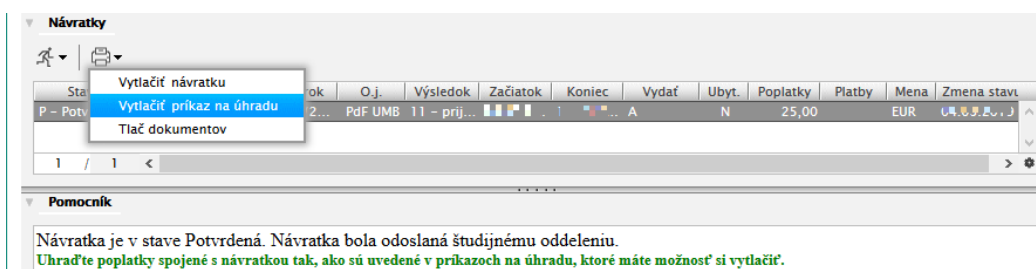 Návratky
Vytlačiť návratku
Sta rok O.j. Výsledok Začiatok Koniec Vydať Ubyt. Poplatky Platby Mena Zmena stavu
Vytlačiť príkaz na úhradu
P – Potv 2... PdF UMB 11 – prij... A N 25,00 EUR
Tlač dokumentov
1 / 1
Pomocník
Návratka je v stave Potvrdená. Návratka bola odoslaná študijnému oddeleniu.
Uhraďte poplatky spojené s návratkou tak, ako sú uvedené v príkazoch na úhradu, ktoré máte možnosť si vytlačiť.